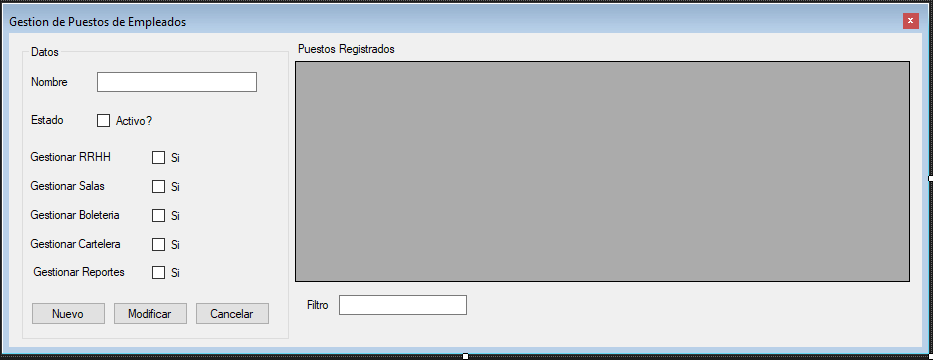 Gestion de Puestos de Empleados
x
Datos
Nombre
Estado
Activo?
Gestionar RRHH
Si
Gestionar Salas
Si
Gestionar Boleteria
Si
Gestionar Cartelera
Si
Gestionar Reportes
Si
Nuevo
Modificar
Cancelar
Puestos Registrados
Filtro